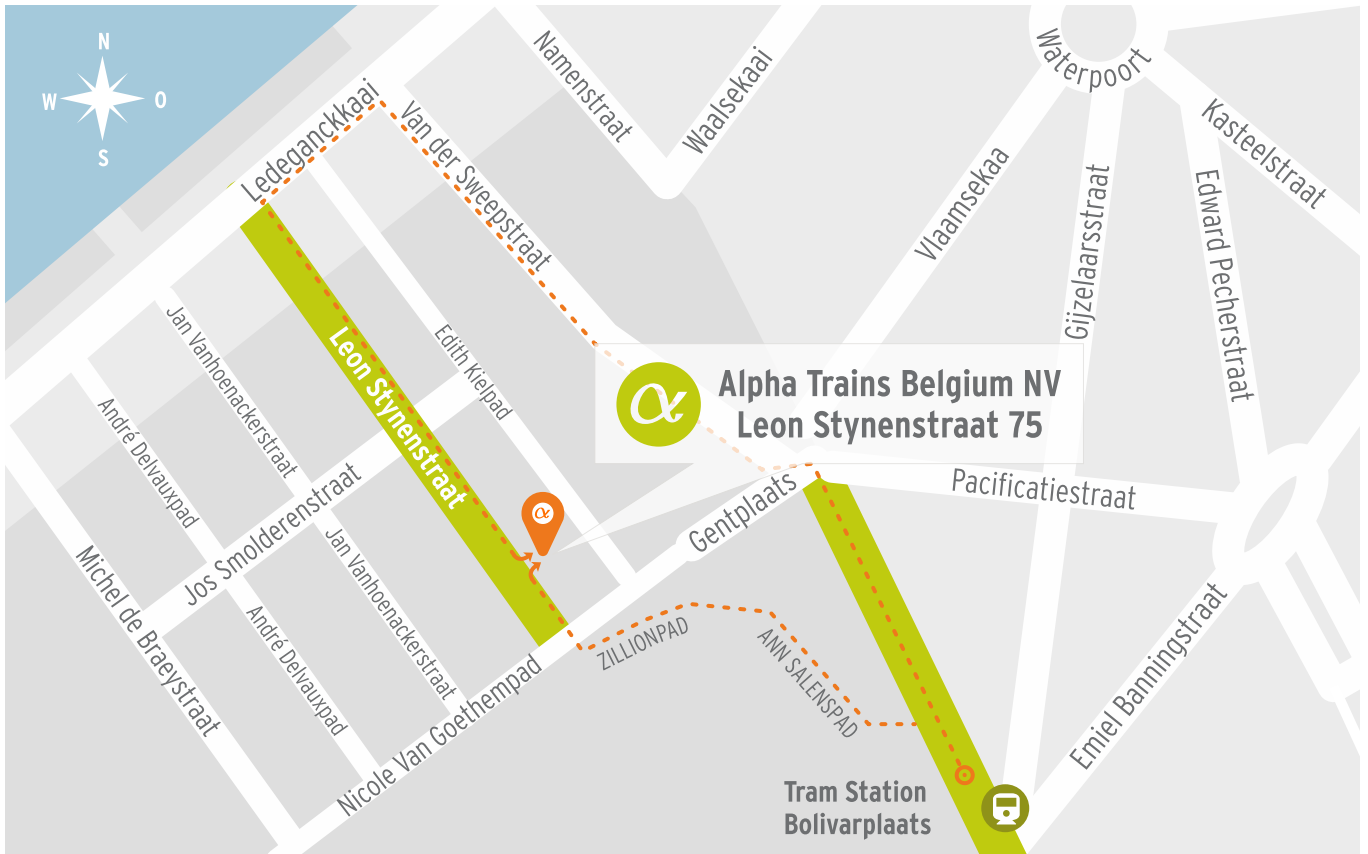 N
W
O
S
Ledeganckkaai
Van der Sweepstraat
Namenstraat
Waalsekaai
Waterpoort
Kasteelstraat
Vlaamsekaa
Gijzelaarsstraat
Edward Pecherstraat
Jan Vanhoenackerstraat
Leon Stynenstraat
Edith Kielpad
α
Alpha Trains Belgium NV
Leon Stynenstraat 75
André Delvauxpad
Jos Smolderenstraat
α
Gentplaats
Pacificatiestraat
Michel de Braeystraat
Jan Vanhoenackerstraat
André Delvauxpad
ZILLIONPAD
ANN SALENSPAD
Emiel Banningstraat
Nicole Van Goethempad
Tram Station
Bolivarplaats